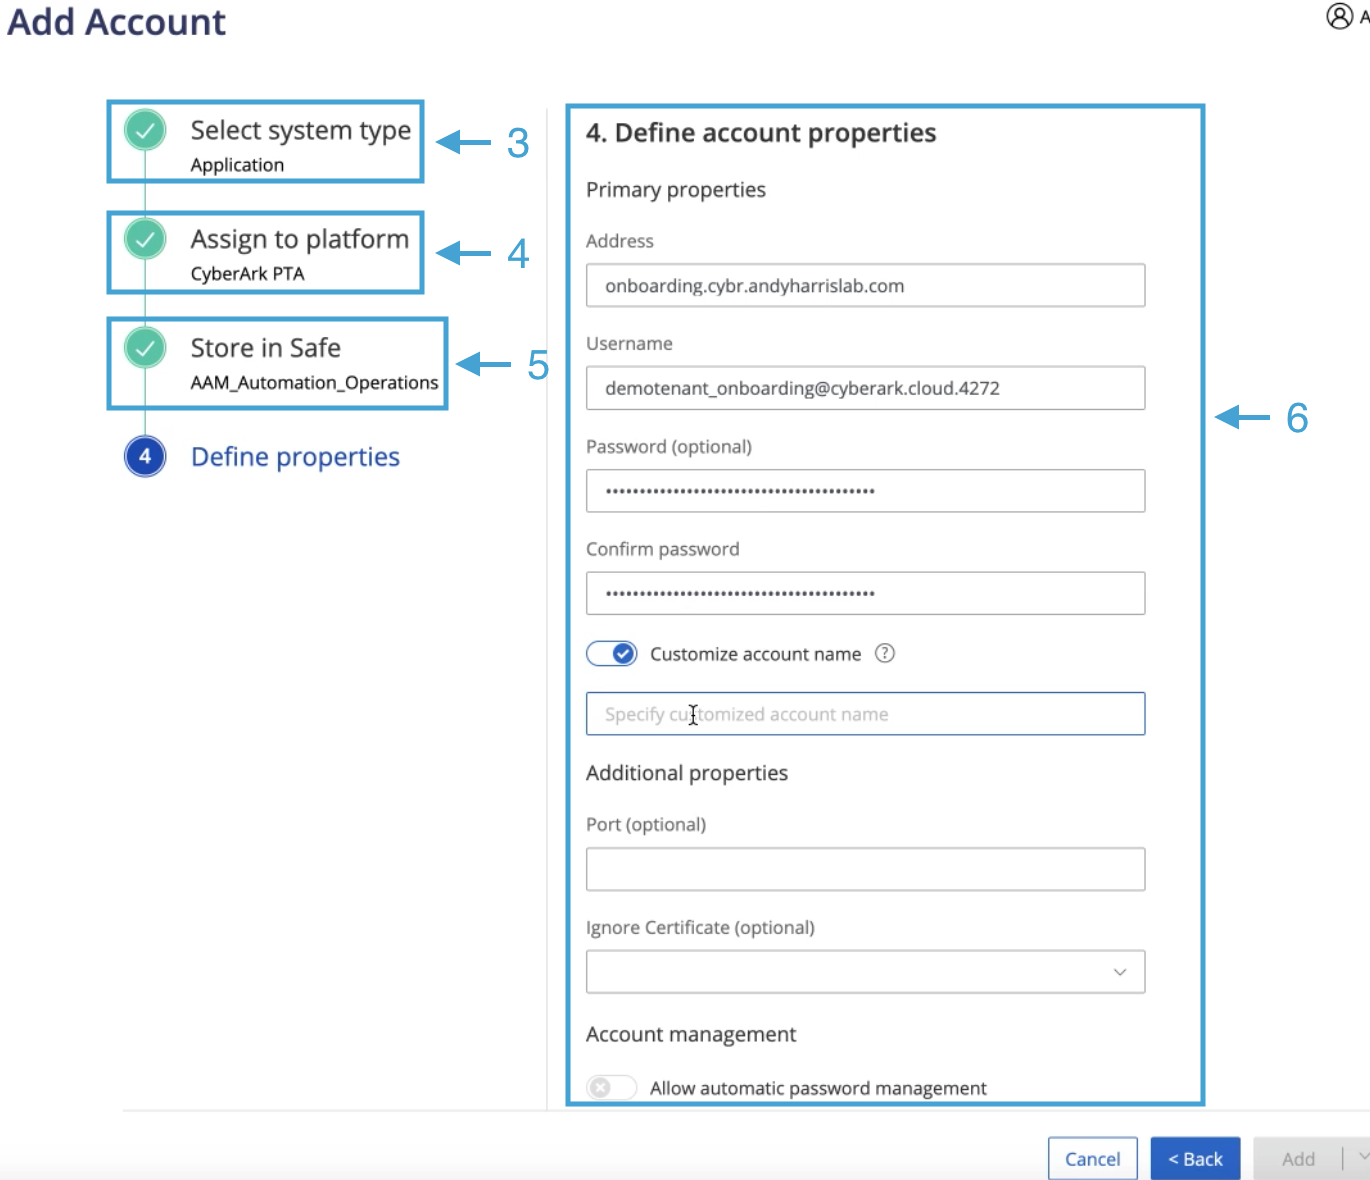 Add Account
A
Select system type
Application
3
Assign to platform
CyberArk PTA
4
Store in Safe
AAM_Automation_Operations
5
4
Define properties
4. Define account properties
Primary properties
Address
onboarding.cybr.andyharrislab.com
Username
demotenant_onboarding@cyberark.cloud.4272
Password (optional)
••••••••••••••••••••••••••••••••••••••••
Confirm password
••••••••••••••••••••••••••••••••••••••••
Customize account name ?
Specify customized account name
Additional properties
Port (optional)
Ignore Certificate (optional)
Account management
Allow automatic password management
6
Cancel
< Back
Add